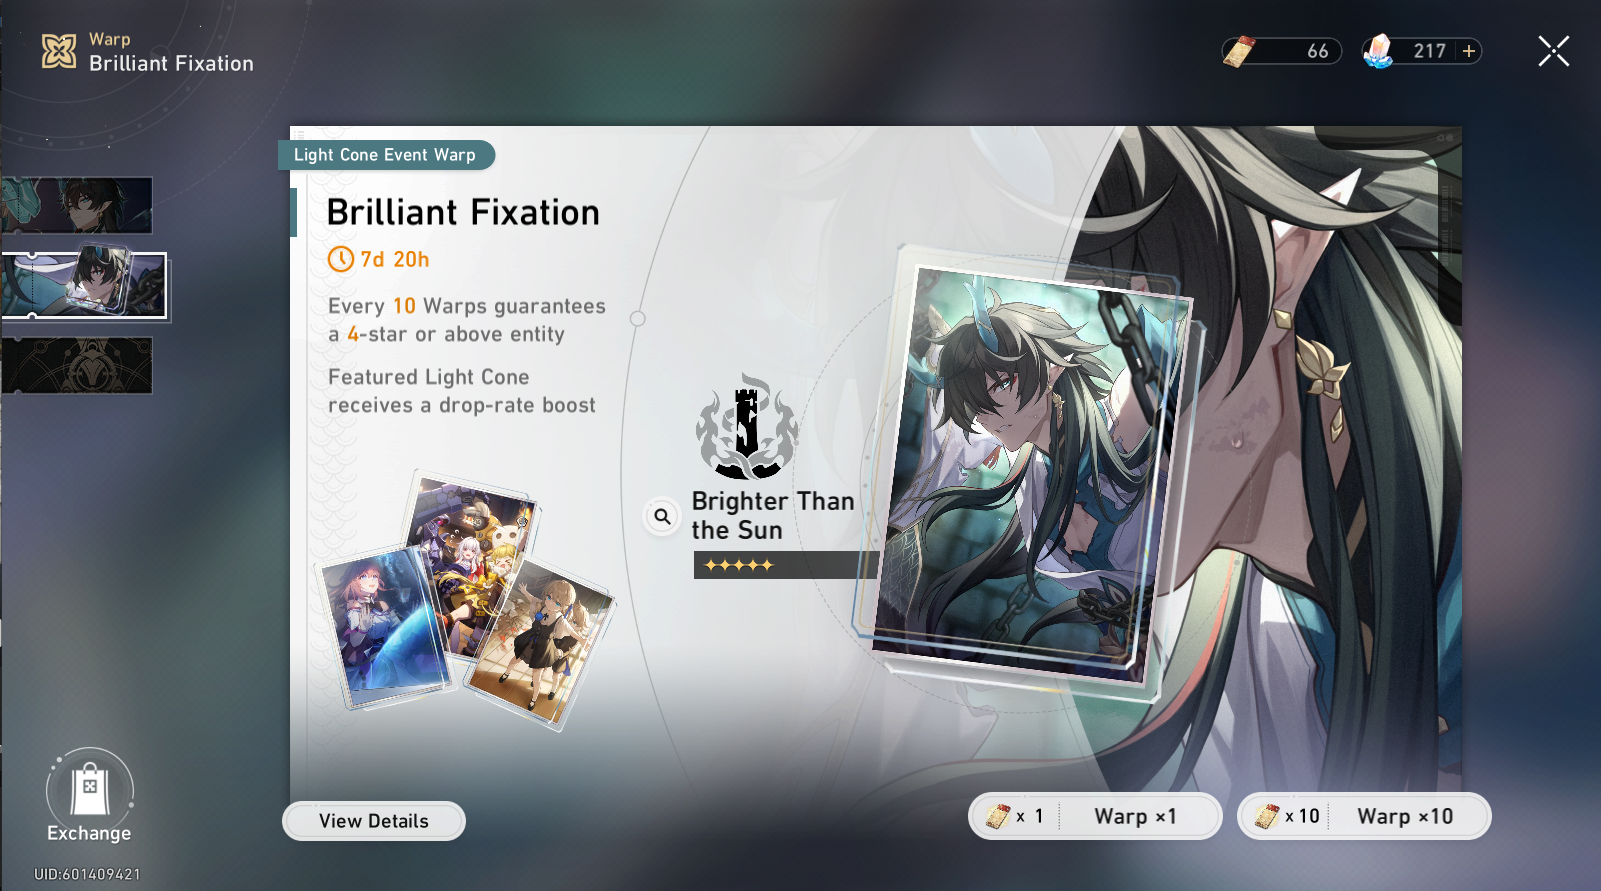 Warp
Brilliant Fixation
66
217
Light Cone Event Warp
Brilliant Fixation
7d 20h
Every 10 Warps guarantees
a 4-star or above entity
Featured Light Cone
receives a drop-rate boost
Brighter Than
the Sun
Exchange
View Details
x 1
Warp ×1
x 10
Warp ×10
UID:601409421